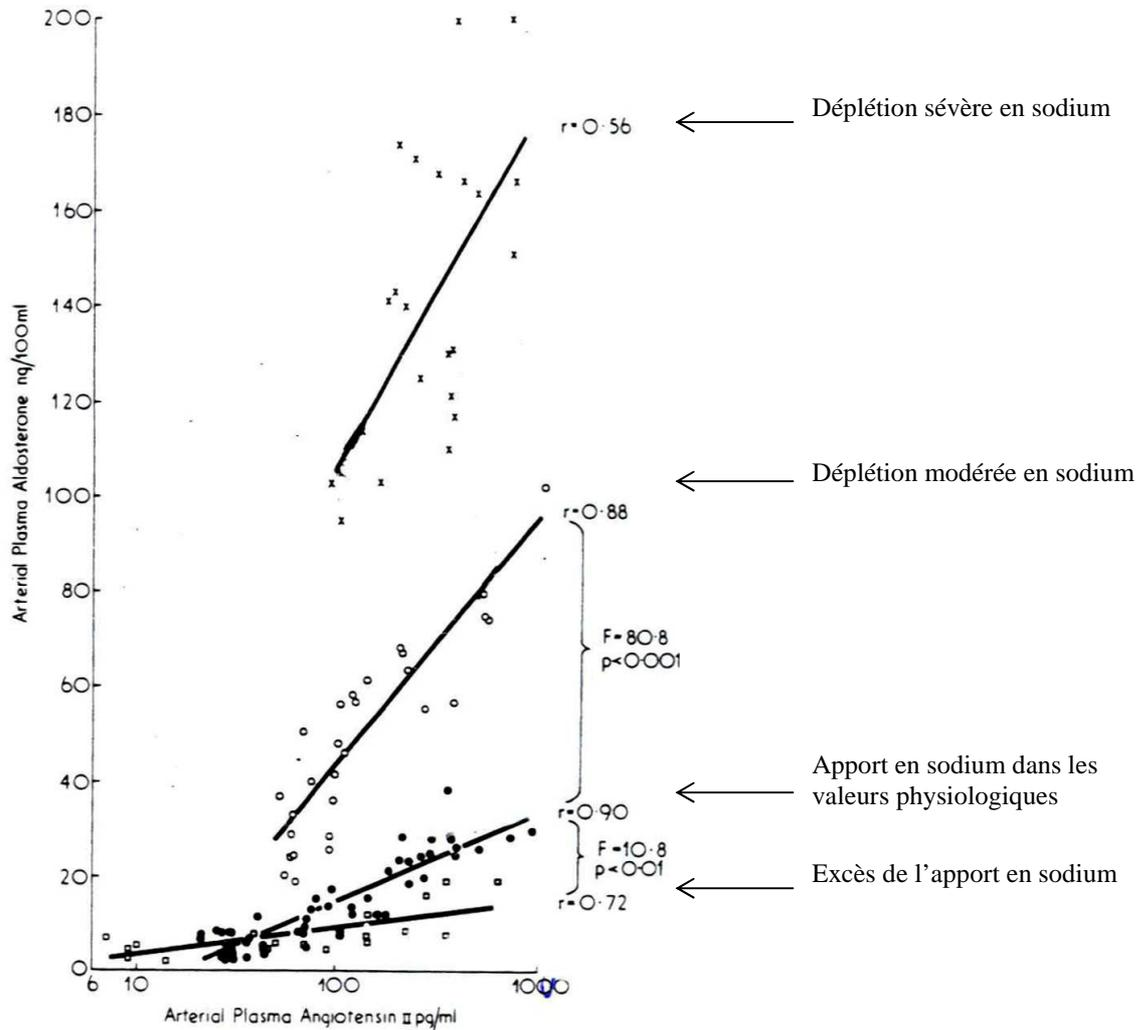 200
180
160
140
120
100
80
60
40
20
0
Arterial Plasma Aldosterone ng/100ml
6 10 100 1000
Arterial Plasma Angiotensin II pg/ml
r=0·56
Déplétion sévère en sodium
Déplétion modérée en sodium
r=0·88
F=80·8
p<0·001
Apport en sodium dans les
valeurs physiologiques
r=0·90
F=10·8
p<0·01
Excès de l'apport en sodium
r=0·72